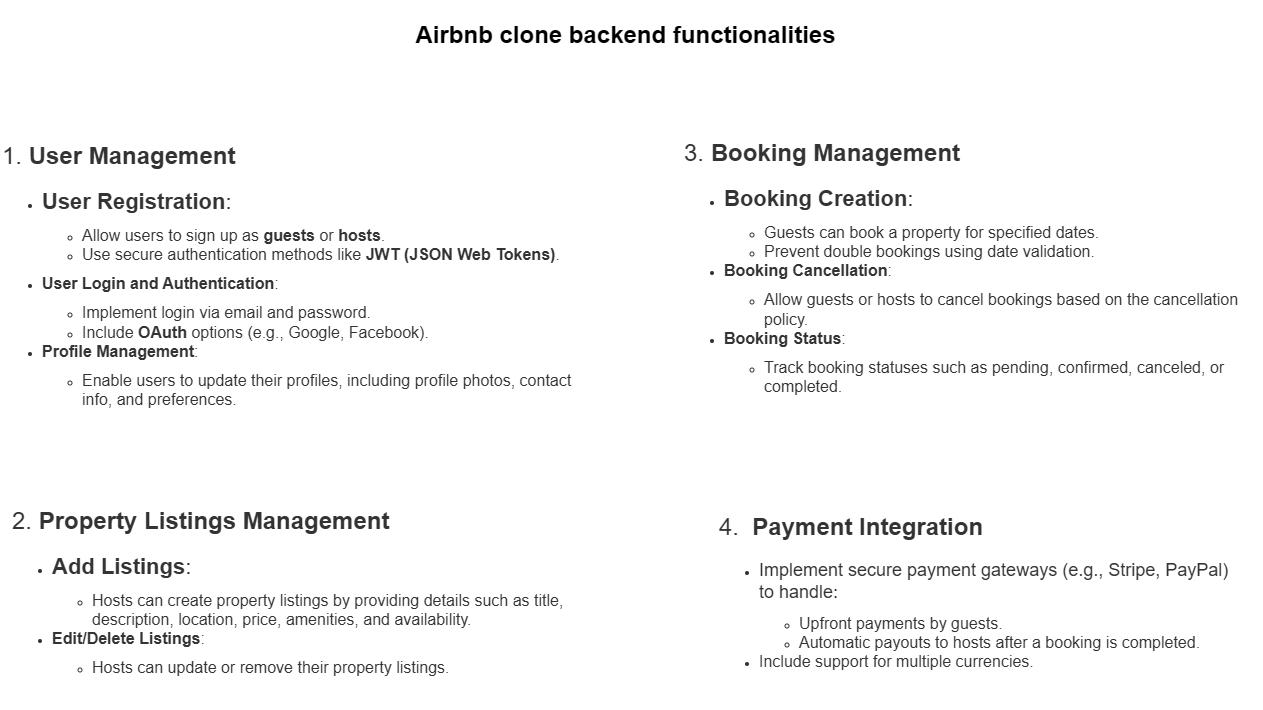 Airbnb clone backend functionalities
1. User Management
User Registration:
Allow users to sign up as guests or hosts.
Use secure authentication methods like JWT (JSON Web Tokens).
User Login and Authentication:
Implement login via email and password.
Include OAuth options (e.g., Google, Facebook).
Profile Management:
Enable users to update their profiles, including profile photos, contact
info, and preferences.
2. Property Listings Management
Add Listings:
Hosts can create property listings by providing details such as title,
description, location, price, amenities, and availability.
Edit/Delete Listings:
Hosts can update or remove their property listings.
3. Booking Management
Booking Creation:
Guests can book a property for specified dates.
Prevent double bookings using date validation.
Booking Cancellation:
Allow guests or hosts to cancel bookings based on the cancellation
policy.
Booking Status:
Track booking statuses such as pending, confirmed, canceled, or
completed.
4. Payment Integration
Implement secure payment gateways (e.g., Stripe, PayPal)
to handle:
Upfront payments by guests.
Automatic payouts to hosts after a booking is completed.
Include support for multiple currencies.